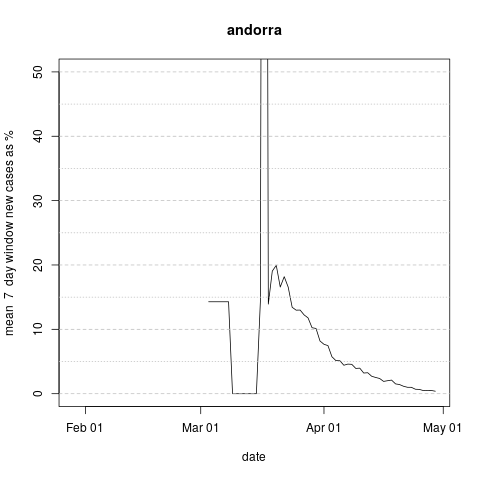 andorra
mean  7  day window new cases as %
50
40
30
20
10
0
Feb 01
Mar 01
Apr 01
May 01
date